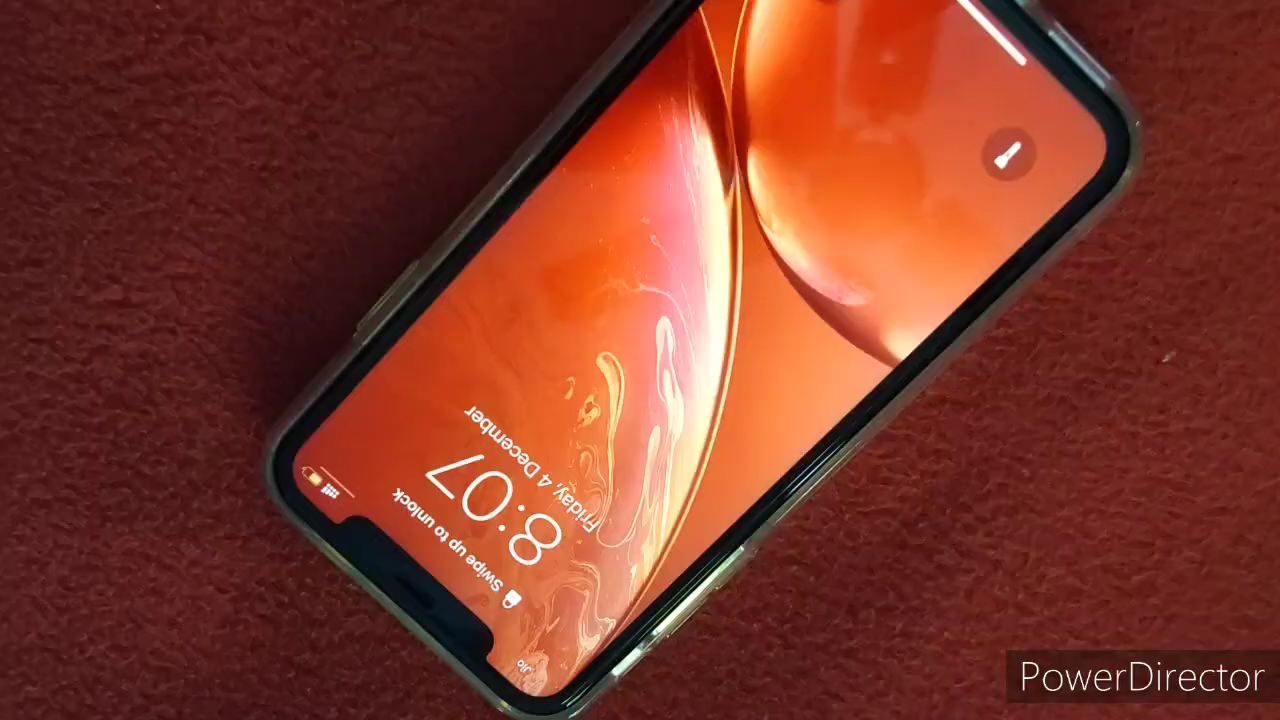 Jio
Swipe up to unlock
8:07
Friday, 4 December
PowerDirector